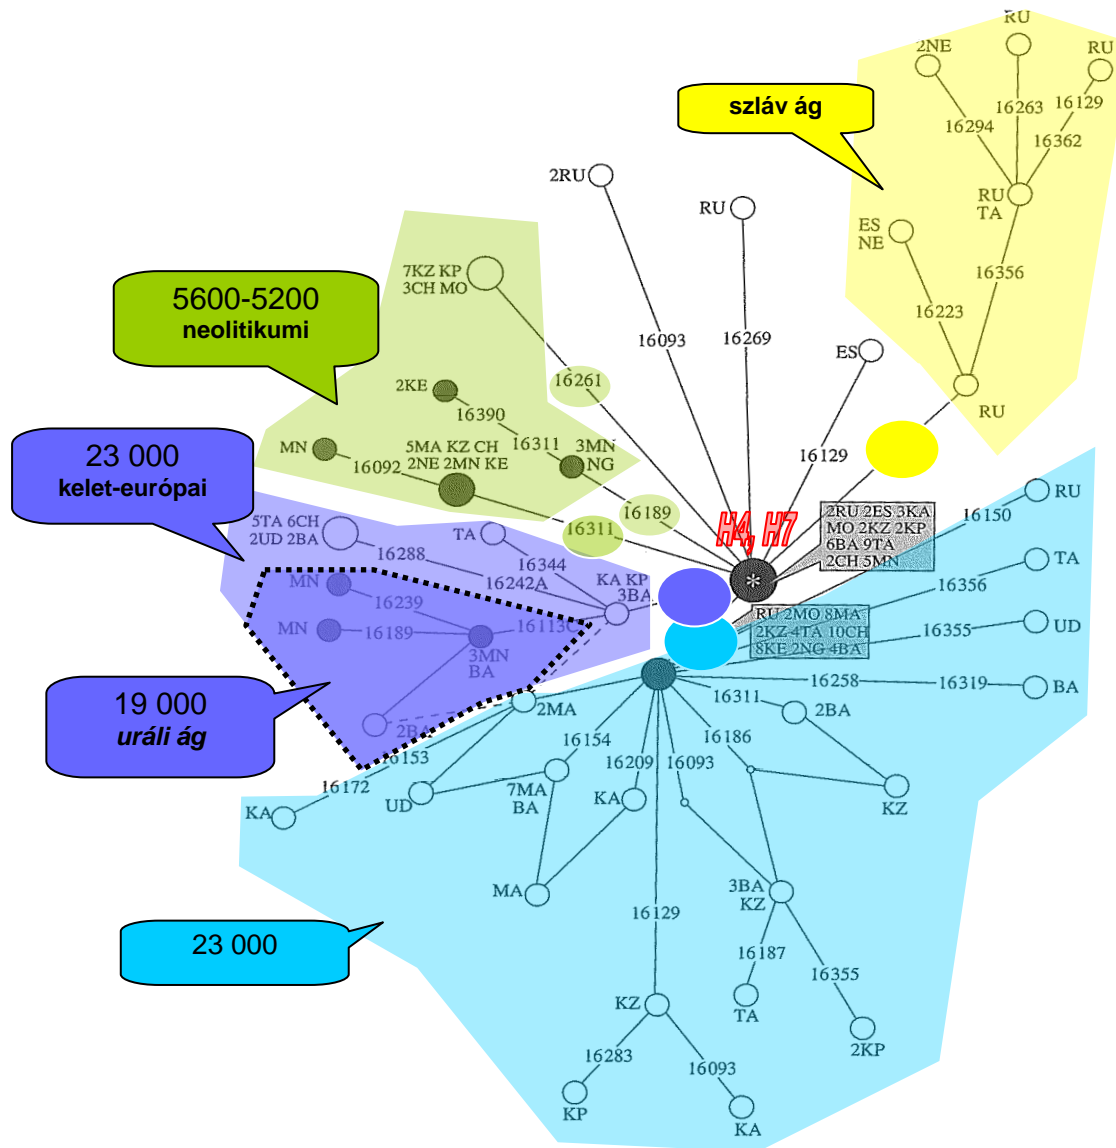 RU
2NE
RU
szláv ág
16263
16129
16294
16362
2RU
RU
RU
TA
ES
NE
7KZ KP
3CH MO
16356
5600-5200
neolitikumi
16223
16093
16269
ES
16261
2KE
16390
RU
MN
16311
5MA KZ CH
2NE 2MN KE
3MN
NG
16092
16129
23 000
kelet-európai
16189
16311
H4, H7
*
2RU 2ES 3KA
MO 2KZ 2KP
6BA 9TA
2CH 5MN
RU
16150
5TA 6CH
2UD 2BA
TA
16288
16344
16242A
KA KP
3BA
TA
16356
MN
16239
RU 2MO 8MA
2KZ 4TA 10CH
8KE 2NG 4BA
UD
16355
MN
16189
16113C
3MN
BA
16258
16319
BA
19 000
uráli ág
2MA
16311
2BA
2BA
16153
16154
16186
16209
16093
16172
KA
UD
7MA
BA
KA
KZ
MA
3BA
KZ
16129
23 000
16187
16355
KZ
TA
2KP
16283
16093
KP
KA